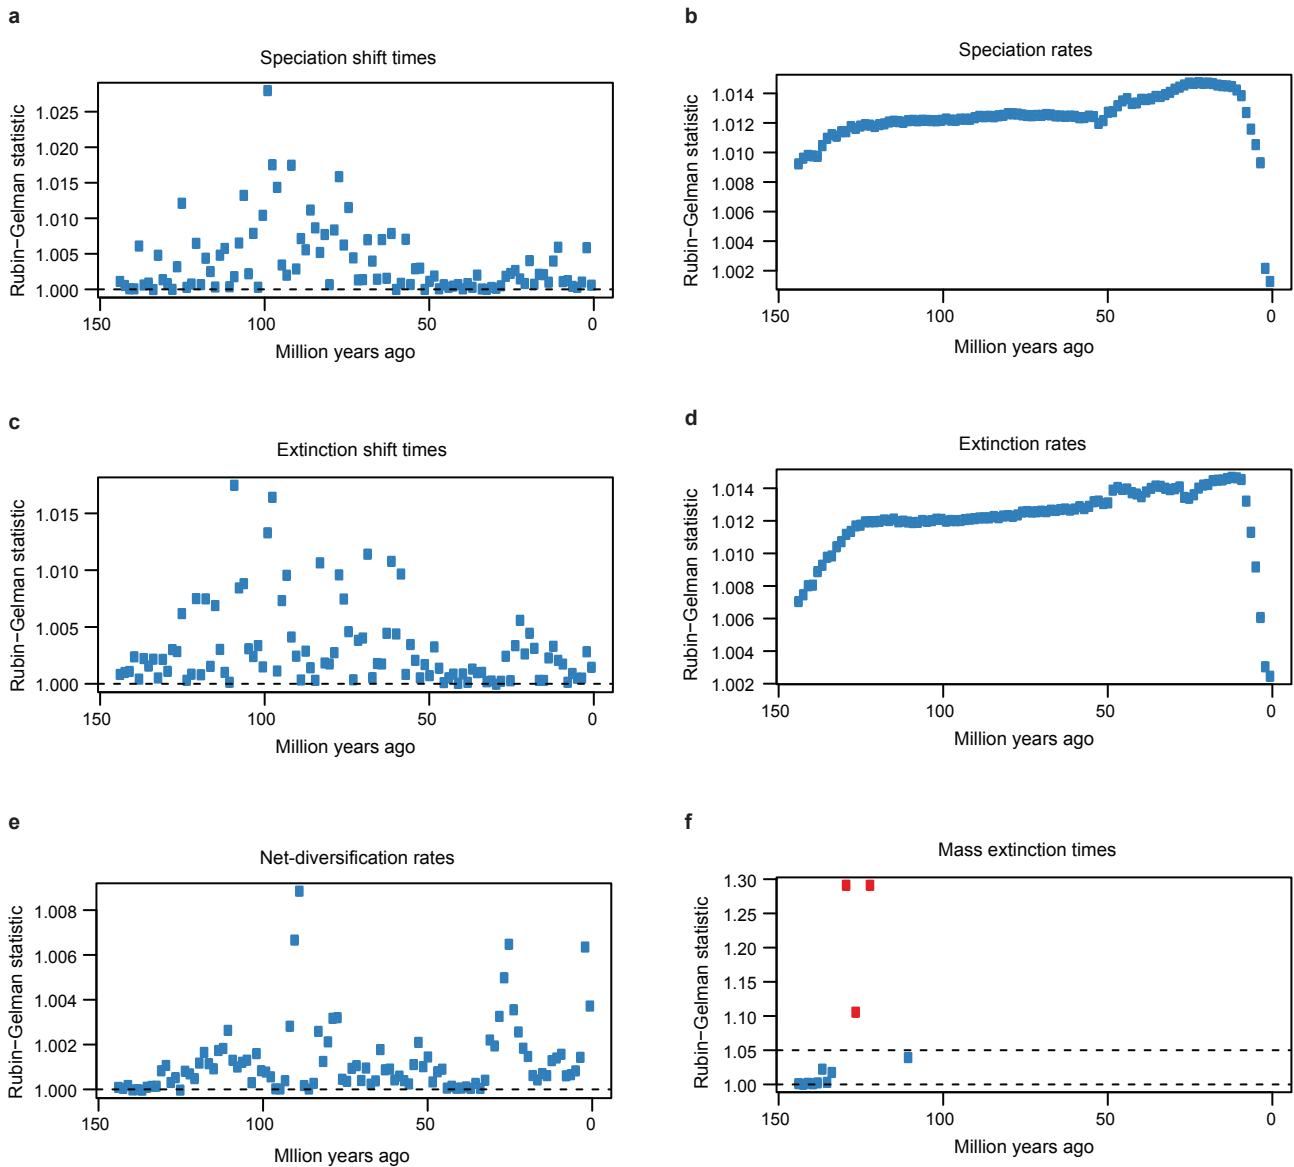 a
Speciation shift times
Rubin−Gelman statistic
1.025
1.020
1.015
1.010
1.005
1.000
150
100
50
0
Million years ago
b
Speciation rates
Rubin−Gelman statistic
1.014
1.012
1.010
1.008
1.006
1.004
1.002
150
100
50
0
Million years ago
c
Extinction shift times
Rubin−Gelman statistic
1.015
1.010
1.005
1.000
150
100
50
0
Million years ago
d
Extinction rates
Rubin−Gelman statistic
1.014
1.012
1.010
1.008
1.006
1.004
1.002
150
100
50
0
Million years ago
e
Net-diversification rates
Rubin−Gelman statistic
1.008
1.006
1.004
1.002
1.000
150
100
50
0
MIlion years ago
f
Mass extinction times
Rubin−Gelman statistic
1.30
1.25
1.20
1.15
1.10
1.05
1.00
150
100
50
0
Million years ago